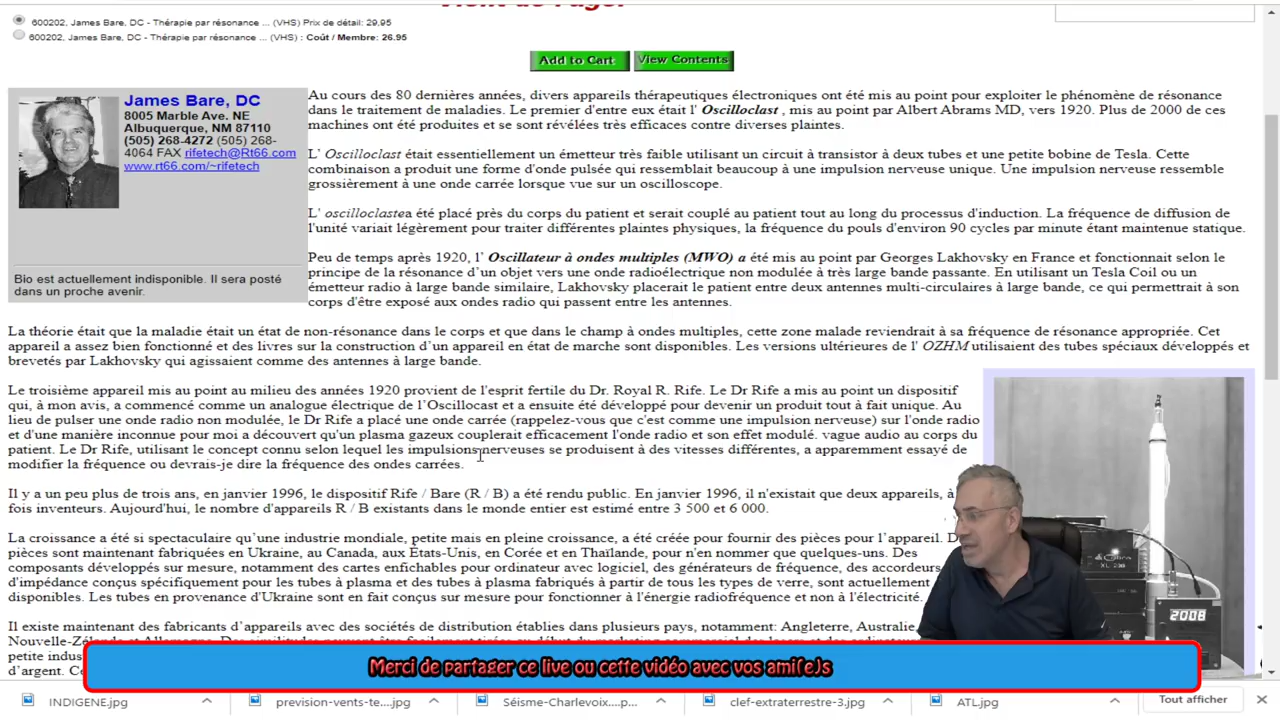 600202, James Bare, DC - Thérapie par résonance ... (VHS) Prix de détail: 29.95
600202, James Bare, DC - Thérapie par résonance ... (VHS) : Coût / Membre: 26.95
Add to Cart View Contents
James Bare, DC
8005 Marble Ave. NE
Albuquerque, NM 87110
(505) 268-4272 (505) 268-
4064 FAX rifetech@Rt66.com
www.rt66.com/~rifetech
Bio est actuellement indisponible. Il sera posté
dans un proche avenir.
Au cours des 80 dernières années, divers appareils thérapeutiques électroniques ont été mis au point pour exploiter le phénomène de résonance
dans le traitement de maladies. Le premier d'entre eux était l' Oscilloclast , mis au point par Albert Abrams MD, vers 1920. Plus de 2000 de ces
machines ont été produites et se sont révélées très efficaces contre diverses plaintes.
L' Oscilloclast était essentiellement un émetteur très faible utilisant un circuit à transistor à deux tubes et une petite bobine de Tesla. Cette
combinaison a produit une forme d'onde pulsée qui ressemblait beaucoup à une impulsion nerveuse unique. Une impulsion nerveuse ressemble
grossièrement à une onde carrée lorsque vue sur un oscilloscope.
L' oscilloclastea été placé près du corps du patient et serait couplé au patient tout au long du processus d'induction. La fréquence de diffusion de
l'unité variait légèrement pour traiter différentes plaintes physiques, la fréquence du pouls d'environ 90 cycles par minute étant maintenue statique.
Peu de temps après 1920, l' Oscillateur à ondes multiples (MWO) a été mis au point par Georges Lakhovsky en France et fonctionnait selon le
principe de la résonance d'un objet vers une onde radioélectrique non modulée à très large bande passante. En utilisant un Tesla Coil ou un
émetteur radio à large bande similaire, Lakhovsky placerait le patient entre deux antennes multi-circulaires à large bande, ce qui permettrait à son
corps d'être exposé aux ondes radio qui passent entre les antennes.
La théorie était que la maladie était un état de non-résonance dans le corps et que dans le champ à ondes multiples, cette zone malade reviendrait à sa fréquence de résonance appropriée. Cet
appareil a assez bien fonctionné et des livres sur la construction d'un appareil en état de marche sont disponibles. Les versions ultérieures de l' OZHM utilisaient des tubes spéciaux développés et
brevetés par Lakhovsky qui agissaient comme des antennes à large bande.
Le troisième appareil mis au point au milieu des années 1920 provient de l'esprit fertile du Dr. Royal R. Rife. Le Dr Rife a mis au point un dispositif
qui, à mon avis, a commencé comme un analogue électrique de l'Oscillocast et a ensuite été développé pour devenir un produit tout à fait unique. Au
lieu de pulser une onde radio non modulée, le Dr Rife a placé une onde carrée (rappelez-vous que c'est comme une impulsion nerveuse) sur l'onde radio
et d'une manière inconnue pour moi a découvert qu'un plasma gazeux couplerait efficacement l'onde radio et son effet modulé. vague audio au corps du
patient. Le Dr Rife, utilisant le concept connu selon lequel les impulsions nerveuses se produisent à des vitesses différentes, a apparemment essayé de
modifier la fréquence ou devrais-je dire la fréquence des ondes carrées.
Il y a un peu plus de trois ans, en janvier 1996, le dispositif Rife / Bare (R / B) a été rendu public. En janvier 1996, il n'existait que deux appareils, à
fois inventeurs. Aujourd'hui, le nombre d'appareils R / B existants dans le monde entier est estimé entre 3 500 et 6 000.
La croissance a été si spectaculaire qu'une industrie mondiale, petite mais en pleine croissance, a été créée pour fournir des pièces pour l'appareil. D
pièces sont maintenant fabriquées en Ukraine, au Canada, aux États-Unis, en Corée et en Thaïlande, pour n'en nommer que quelques-uns. Des
composants développés sur mesure, notamment des cartes enfichables pour ordinateur avec logiciel, des générateurs de fréquence, des accordeurs
d'impédance conçus spécifiquement pour les tubes à plasma et des tubes à plasma fabriqués à partir de tous les types de verre, sont actuellement
disponibles. Les tubes en provenance d'Ukraine sont en fait conçus sur mesure pour fonctionner à l'énergie radiofréquence et non à l'électricité.
Il existe maintenant des fabricants d'appareils avec des sociétés de distribution établies dans plusieurs pays, notamment: Angleterre, Australie,
petite indus
d'argent. Ce
2008
Merci de partager ce live ou cette vidéo avec vos ami(e)s
INDIGENE.jpg prevision-vents-te....jpg Séisme-Charlevoix....p... clef-extraterrestre-3.jpg ATL.jpg Tout afficher